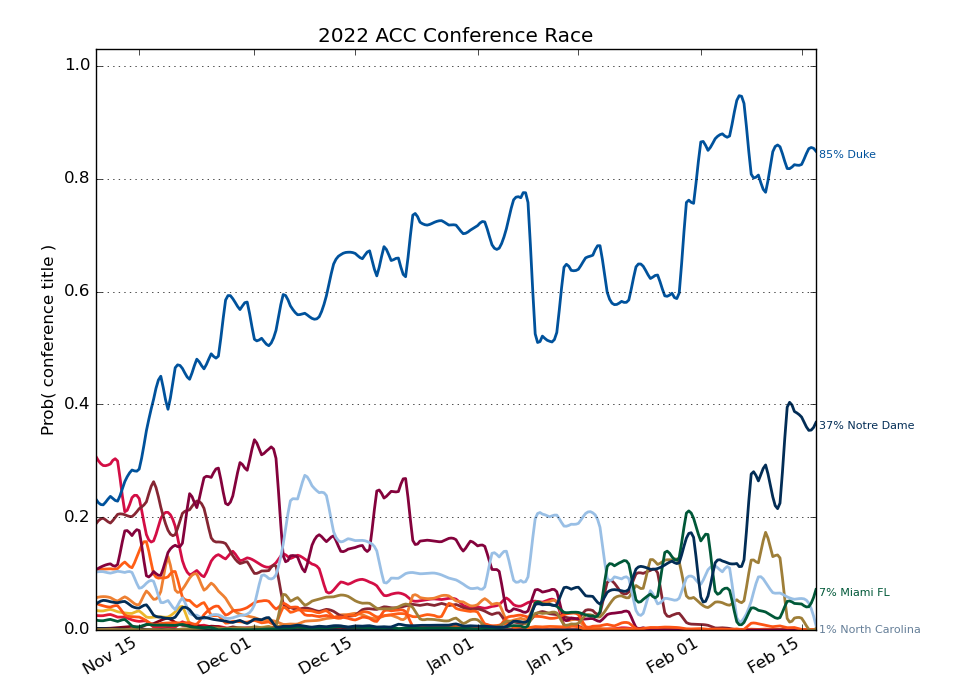 2022 ACC Conference Race
Prob( conference title )
1.0
0.8
0.6
0.4
0.2
0.0
Nov 15
Dec 01
Dec 15
Jan 01
Jan 15
Feb 01
Feb 15
85% Duke
37% Notre Dame
7% Miami FL
1% North Carolina